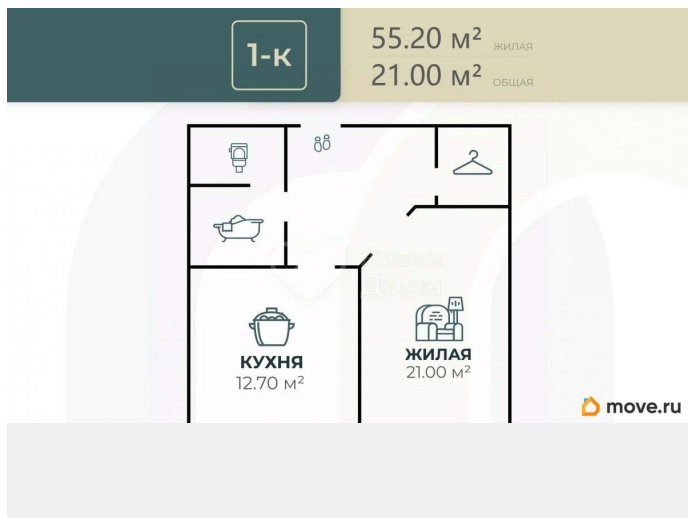 1-к
55.20 м² ЖИЛАЯ
21.00 м² ОБЩАЯ
КУХНЯ
12.70 м²
ЖИЛАЯ
21.00 м²
move.ru